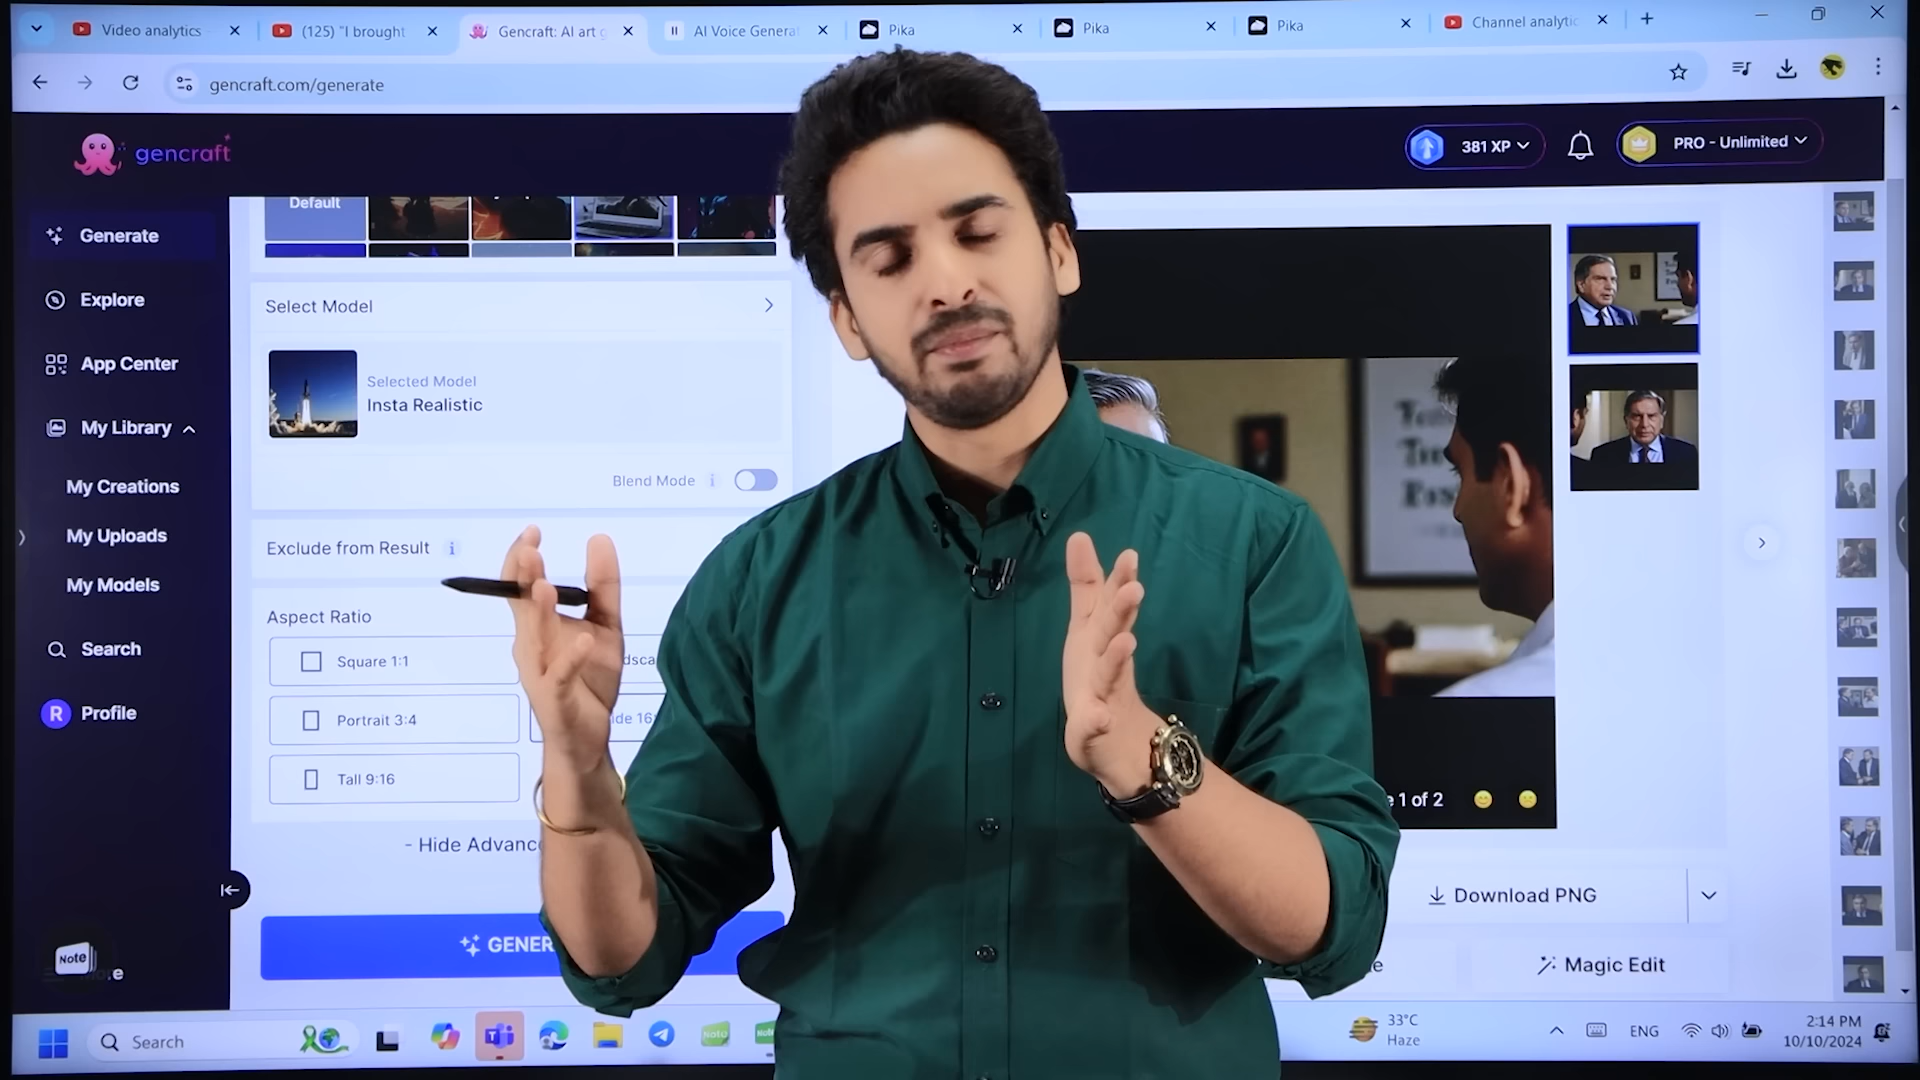 Video analytics
(125) "I brought
Gencraft: AI art g
AI Voice Genera
Pika
Pika
Pika
Channel analytic
gencraft.com/generate
gencraft
381 XP
PRO - Unlimited
Generate
Explore
App Center
My Library
My Creations
My Uploads
My Models
Search
R
Profile
Note
Default
Select Model
Selected Model
Insta Realistic
Blend Mode
Exclude from Result
Aspect Ratio
Square 1:1
dsca
Portrait 3:4
ide 16:
Tall 9:16
- Hide Advanc
GENER
e 1 of 2
Download PNG
Magic Edit
Search
33°C
Haze
ENG
2:14 PM
10/10/2024